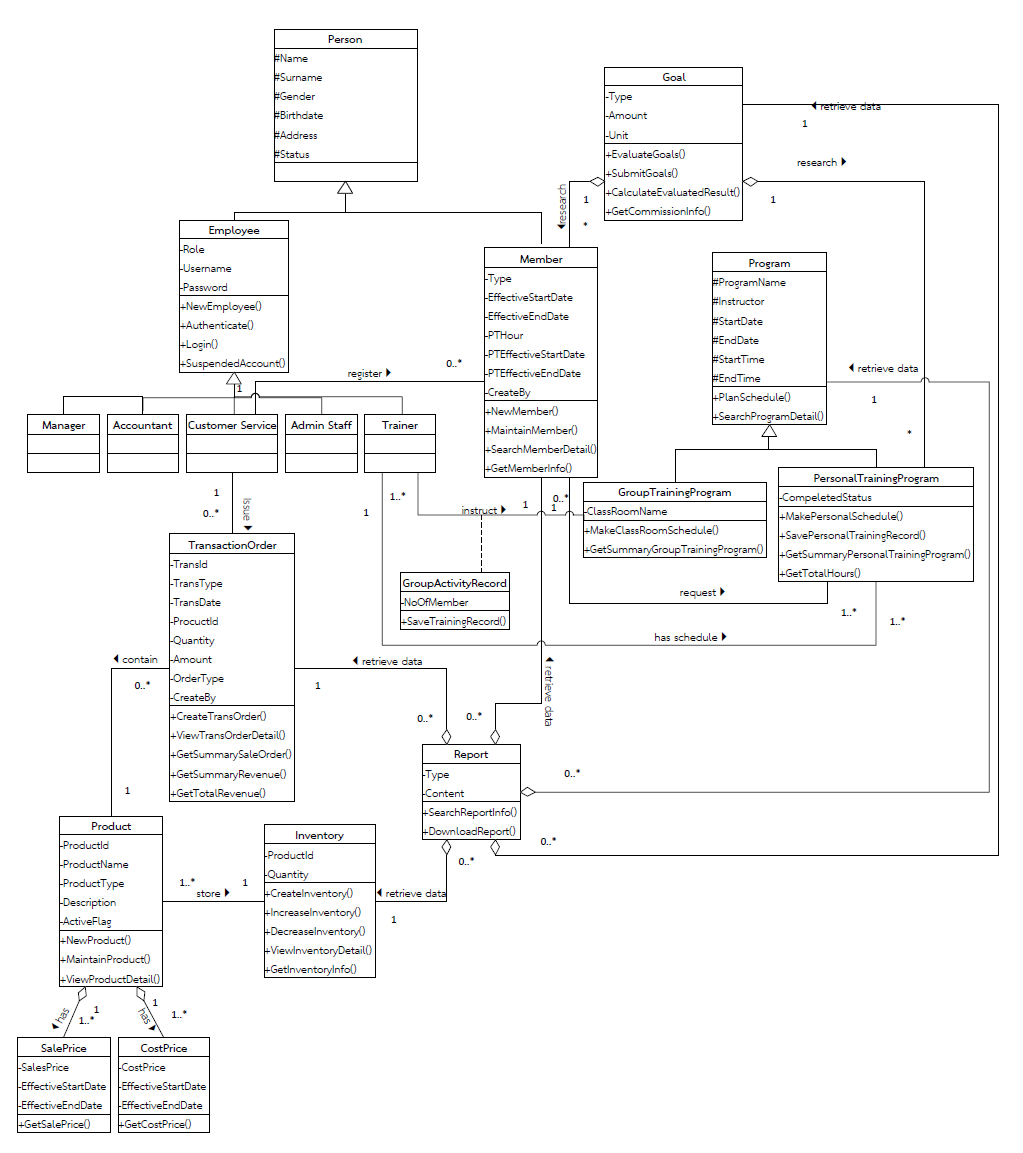 Person
#Name
#Surname
#Gender
#Birthdate
#Address
#Status
Goal
-Type
-Amount
-Unit
+EvaluateGoals()
+SubmitGoals()
+CalculateEvaluatedResult()
+GetCommissionInfo()
retrieve data
1
research
1
research
1
*
Employee
-Role
-Username
-Password
+NewEmployee()
+Authenticate()
+Login()
+SuspendedAccount()
Member
-Type
-EffectiveStartDate
-EffectiveEndDate
-PTHour
-PTEffectiveStartDate
-PTEffectiveEndDate
-CreateBy
+NewMember()
+MaintainMember()
+SearchMemberDetail()
+GetMemberInfo()
Program
#ProgramName
#Instructor
#StartDate
#EndDate
#StartTime
#EndTime
+PlanSchedule()
+SearchProgramDetail()
retrieve data
1
*
register
0..*
1
Manager
Accountant
Customer Service
Admin Staff
Trainer
1
0..*
Issue
1..*
1
instruct
1
0..*
1
GroupTrainingProgram
-ClassRoomName
+MakeClassRoomSchedule()
+GetSummaryGroupTrainingProgram()
PersonalTrainingProgram
-CompeletedStatus
+MakePersonalSchedule()
+SavePersonalTrainingRecord()
+GetSummaryPersonalTrainingProgram()
+GetTotalHours()
GroupActivityRecord
-NoOfMember
+SaveTrainingRecord()
request
1..*
1..*
has schedule
TransactionOrder
-TransId
-TransType
-TransDate
-ProcuctId
-Quantity
-Amount
-OrderType
-CreateBy
+CreateTransOrder()
+ViewTransOrderDetail()
+GetSummarySaleOrder()
+GetSummaryRevenue()
+GetTotalRevenue()
contain
0..*
1
retrieve data
1
0..*
0..*
retrieve data
Report
-Type
-Content
+SearchReportInfo()
+DownloadReport()
0..*
0..*
0..*
Product
-ProductId
-ProductName
-ProductType
-Description
-ActiveFlag
+NewProduct()
+MaintainProduct()
+ViewProductDetail()
1..*
1
store
Inventory
-ProductId
-Quantity
+CreateInventory()
+IncreaseInventory()
+DecreaseInventory()
+ViewInventoryDetail()
+GetInventoryInfo()
retrieve data
1
has
1
1..*
has
1
1..*
SalePrice
-SalesPrice
-EffectiveStartDate
-EffectiveEndDate
+GetSalePrice()
CostPrice
-CostPrice
-EffectiveStartDate
-EffectiveEndDate
+GetCostPrice()